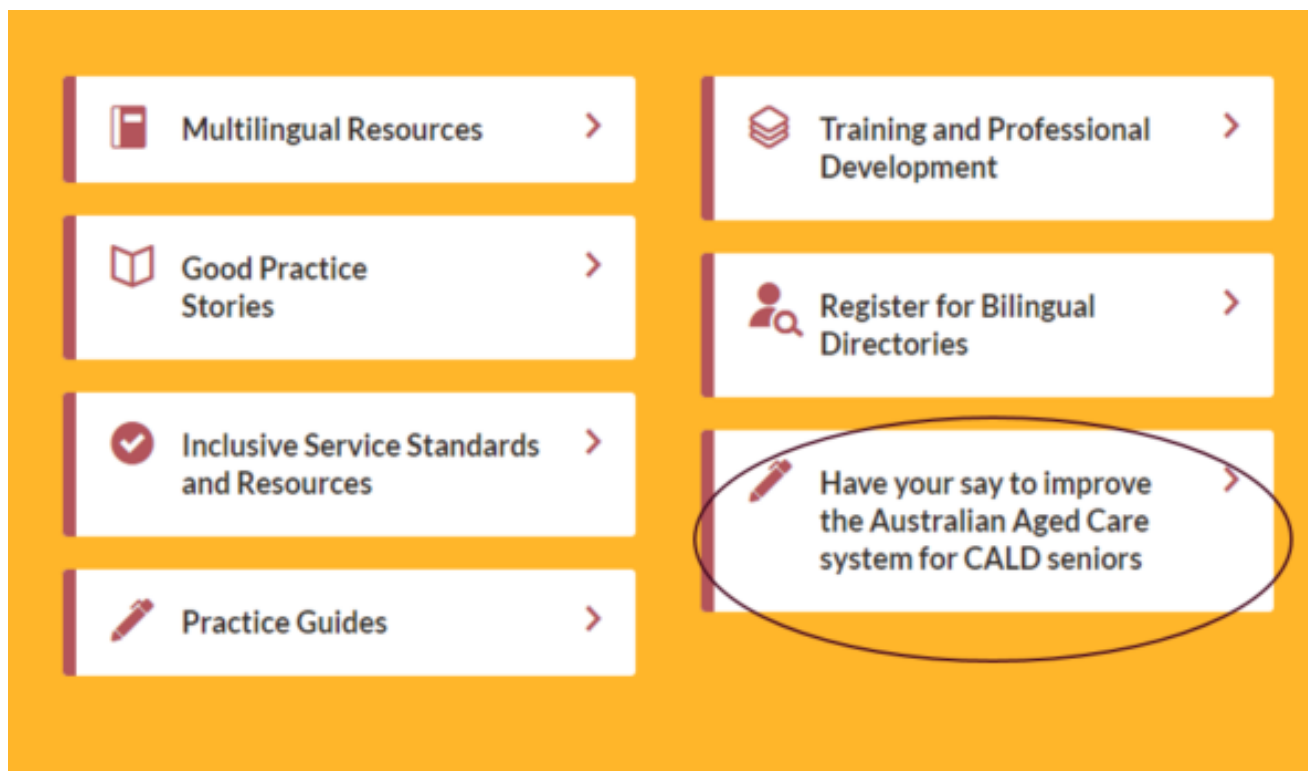 Multilingual Resources
Good Practice
Stories
Inclusive Service Standards
and Resources
Practice Guides
Training and Professional
Development
Register for Bilingual
Directories
Have your say to improve
the Australian Aged Care
system for CALD seniors